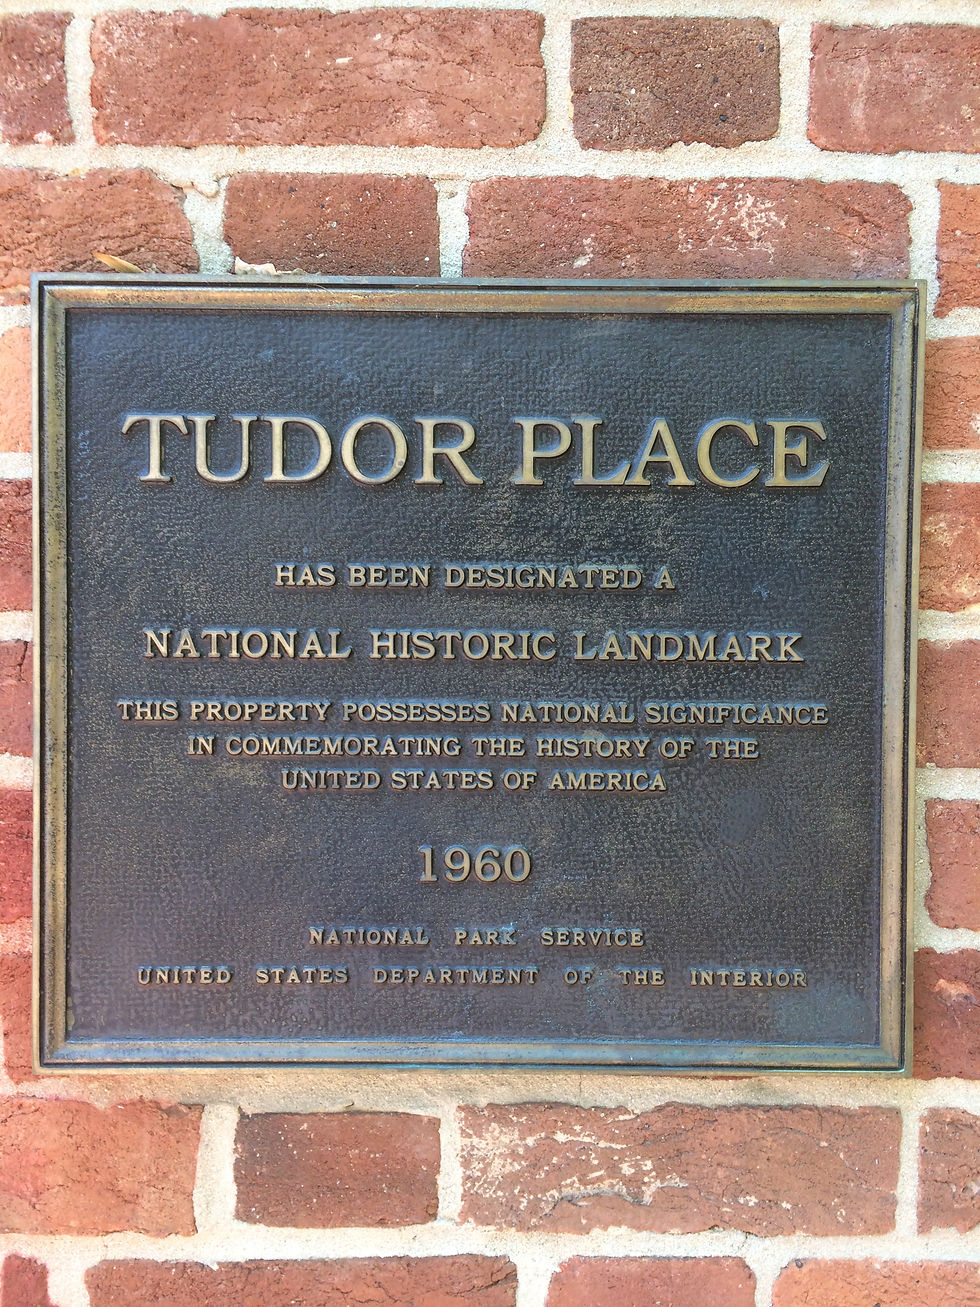 TUDOR PLACE
HAS BEEN DESIGNATED A
NATIONAL HISTORIC LANDMARK
THIS PROPERTY POSSESSES NATIONAL SIGNIFICANCE
IN COMMEMORATING THE HISTORY OF THE
UNITED STATES OF AMERICA
1960
NATIONAL PARK SERVICE
UNITED STATES DEPARTMENT OF THE INTERIOR